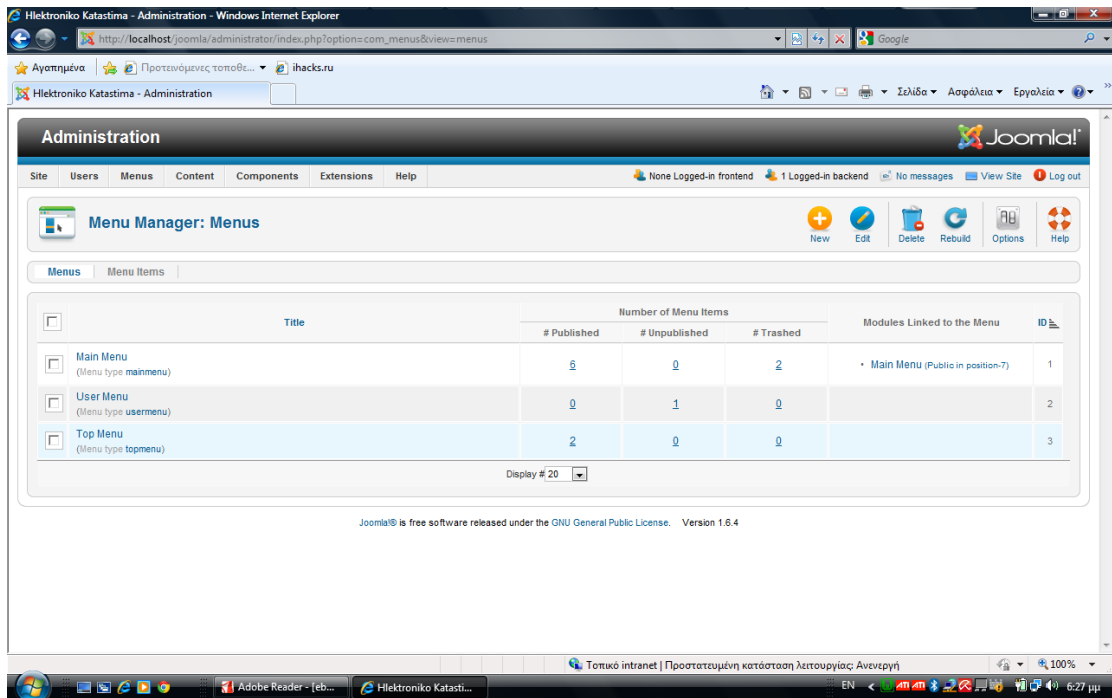 Hlektroniko Katastima - Administration - Windows Internet Explorer
http://localhost/joomla/administrator/index.php?option=com_menus&view=menus
Google
Αγαπημένα Προτεινόμενες τοποθε... ihacks.ru
Hlektroniko Katastima - Administration
Σελίδα Ασφάλεια Εργαλεία »
Administration
Joomla!
Site Users Menus Content Components Extensions Help
None Logged-in frontend 1 Logged-in backend No messages View Site Log out
Menu Manager: Menus
New Edit Delete Rebuild Options Help
Menus Menu Items
Title Number of Menu Items Modules Linked to the Menu ID
# Published # Unpublished # Trashed
Main Menu
(Menu type mainmenu)
6 0 2 • Main Menu (Public in position-7) 1
User Menu
(Menu type usermenu)
0 1 0 2
Top Menu
(Menu type topmenu)
2 0 0 3
Display # 20
Joomla!® is free software released under the GNU General Public License. Version 1.6.4
Τοπικό intranet | Προστατευμένη κατάσταση λειτουργίας: Ανενεργή 100%
Adobe Reader - [eb... Hlektroniko Katasti... EN 6:27 μμ